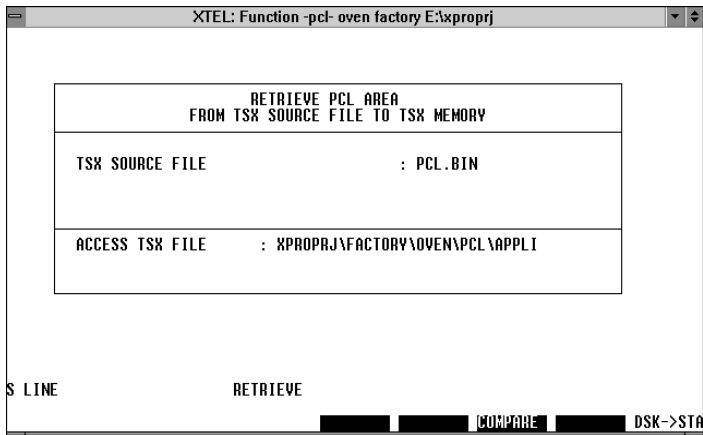 XTEL: Function -pcl- oven factory E:\xproprj
RETRIEVE PCL AREA
FROM TSX SOURCE FILE TO TSX MEMORY
TSX SOURCE FILE : PCL.BIN
ACCESS TSX FILE : XPROPRJ\FACTORY\OVEN\PCL\APPLI
S LINE RETRIEVE
COMPARE DSK->STA